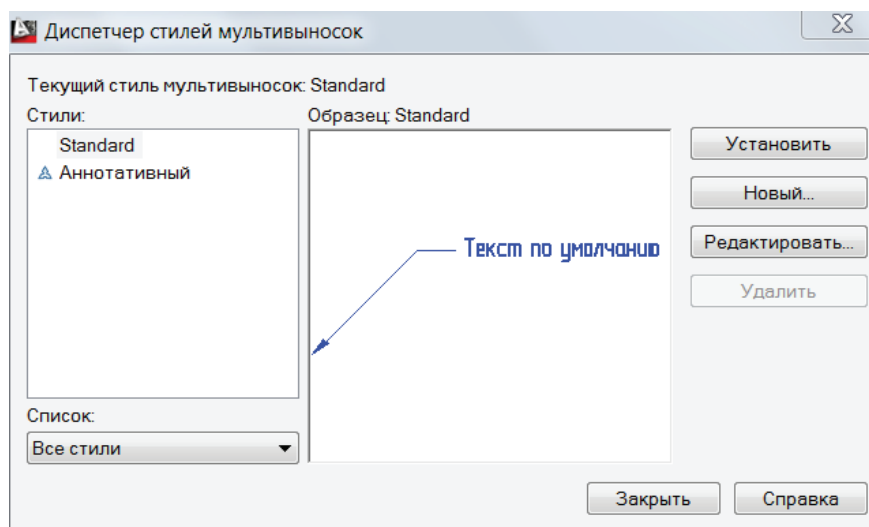 Диспетчер стилей мультивыносок
Текущий стиль мультивыносок: Standard
Стили:
Образец: Standard
Standard
Аннотативный
Текст по умолчанию
Установить
Новый...
Редактировать...
Удалить
Список:
Все стили
Закрыть
Справка